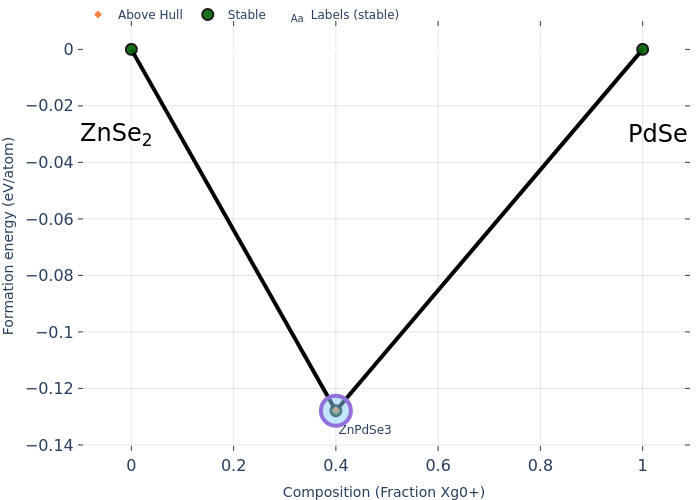 Above Hull
Stable
Aa Labels (stable)
0
−0.02
−0.04
−0.06
−0.08
−0.1
−0.12
−0.14
Formation energy (eV/atom)
ZnSe₂
PdSe
ZnPdSe3
0 0.2 0.4 0.6 0.8 1
Composition (Fraction Xg0+)